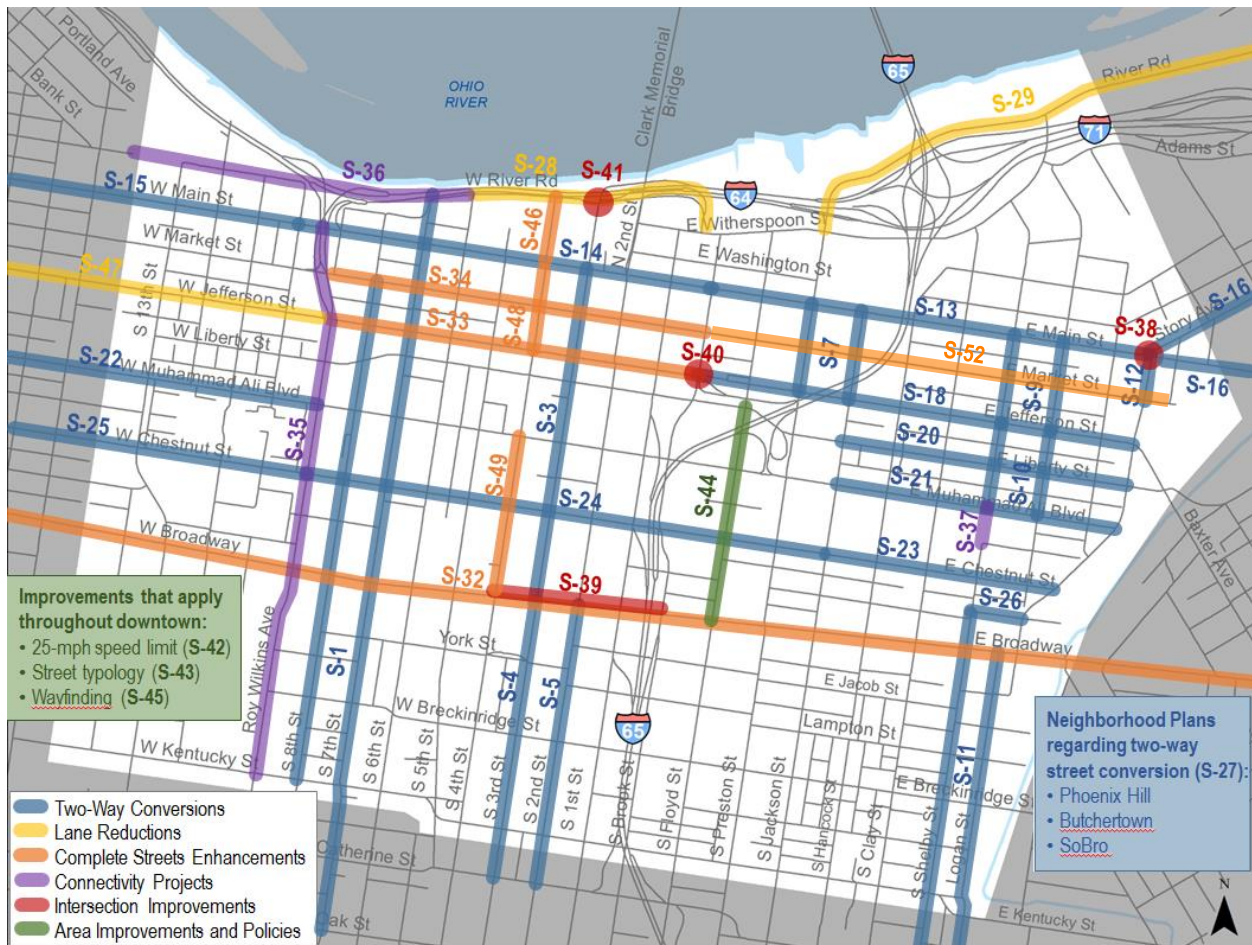 Portland Ave
Bank St
OHIO
RIVER
Clark Memorial
Bridge
65
River Rd
S-29
71
Adams St
S-36
S-28
S-41
W River Rd
64
S-15
W Main St
N 2nd St
E Witherspoon St
S-46
S-14
E Washington St
W Market St
S-47
S-34
S-13
S-16
Story Ave
S 13th St
W Jefferson St
S-33
S-48
E Main St
S-38
W Liberty St
S-40
S-7
S-52
E Market St
S-12
S-16
S-22
W Muhammad Ali Blvd
S-3
S-9
S-18
E Jefferson St
S-25
W Chestnut St
S-35
S-49
S-44
S-20
E Liberty St
S-21
S-10
E Muhammad Ali Blvd
S-24
S-37
Baxter Ave
W Broadway
S-23
E Chestnut St
S-32
S-39
S-26
E Broadway
Improvements that apply
throughout downtown:
• 25-mph speed limit (S-42)
• Street typology (S-43)
• Wayfinding (S-45)
Roy Wilkins Ave
S-1
York St
S-4
S-5
E Jacob St
Lampton St
W Breckinridge St
65
S-11
E Breckinridge St
W Kentucky St
S 8th St
S 7th St
S 6th St
S 5th St
S 4th St
S 3rd St
S 2nd St
S 1st St
S Brook St
S Floyd St
S Preston St
S Jackson St
S Hancock St
S Clay St
S Shelby St
Logan St
Neighborhood Plans
regarding two-way
street conversion (S-27):
• Phoenix Hill
• Butchertown
• SoBro
Catherine St
Oak St
E Kentucky St
N
Two-Way Conversions
Lane Reductions
Complete Streets Enhancements
Connectivity Projects
Intersection Improvements
Area Improvements and Policies